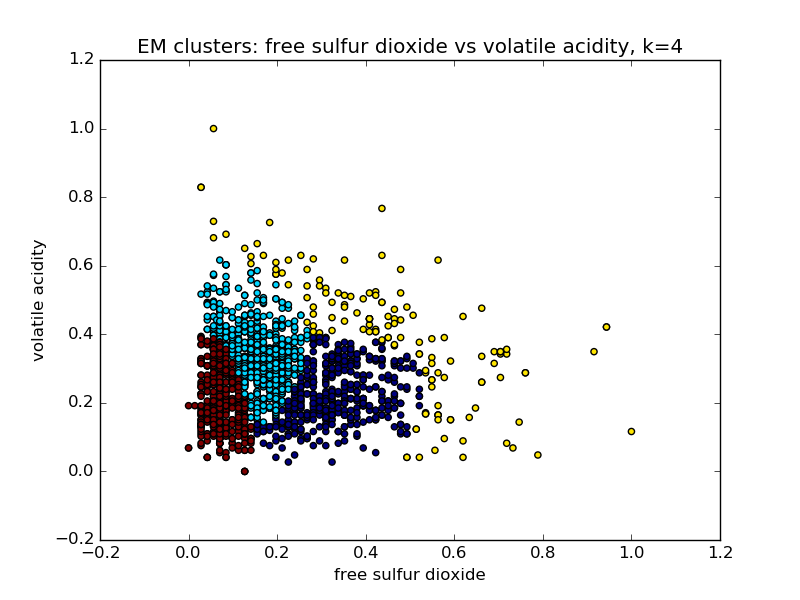 EM clusters: free sulfur dioxide vs volatile acidity, k=4
1.2
1.0
0.8
0.6
0.4
0.2
0.0
−0.2
volatile acidity
−0.2 0.0 0.2 0.4 0.6 0.8 1.0 1.2
free sulfur dioxide